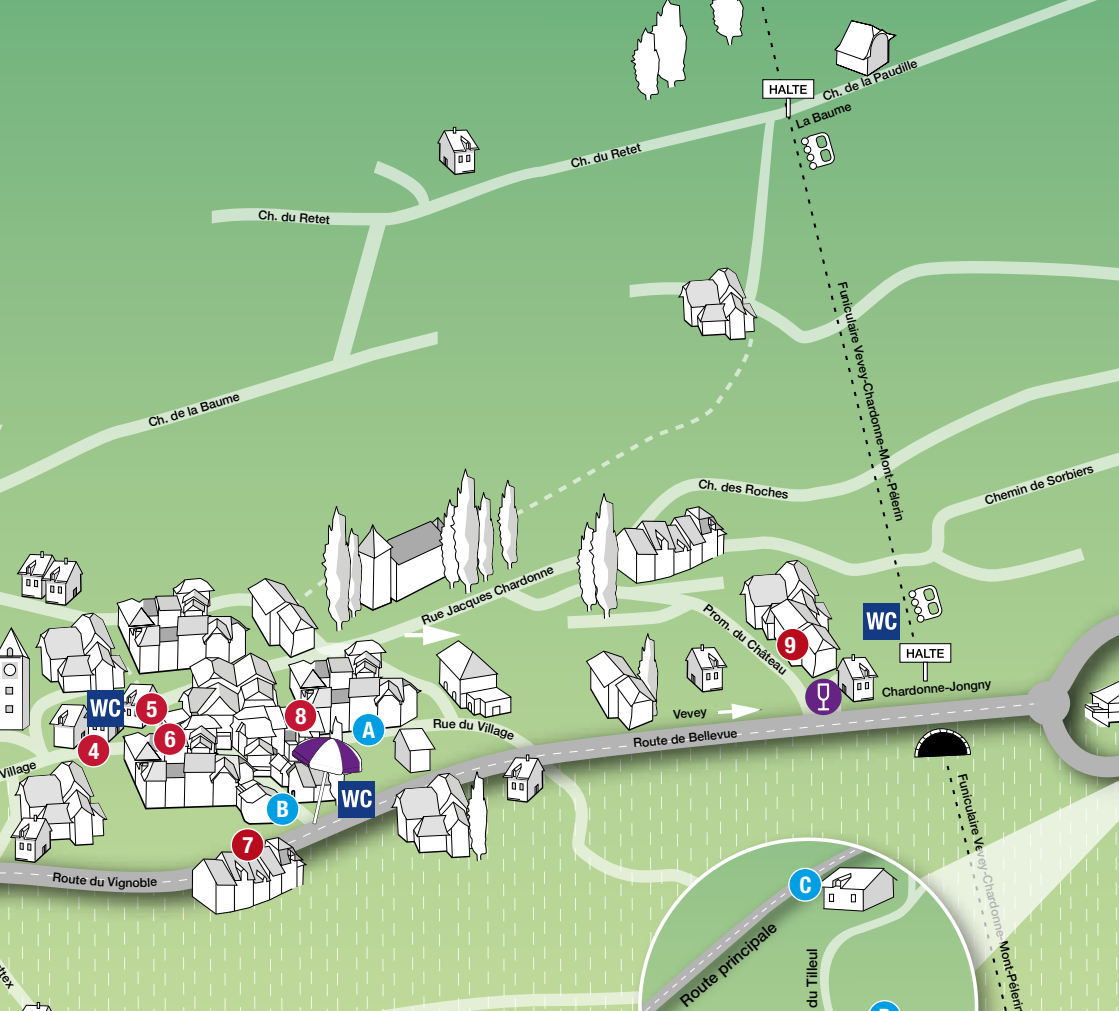 HALTE
Ch. de la Paudille
La Baume
Ch. du Retet
Ch. du Retet
Funiculaire Vevey-Chardonne-Mont-Pélerin
Ch. de la Baume
Ch. des Roches
Chemin de Sorbiers
Rue Jacques Chardonne
WC
Prom. du Château
9
HALTE
Chardonne-Jongny
WC
5
8
A
Rue du Village
Vevey
Route de Bellevue
4
6
Village
WC
B
7
Route du Vignoble
Funiculaire Vevey-Chardonne-Mont-Pélerin
C
Route principale
du Tilleul